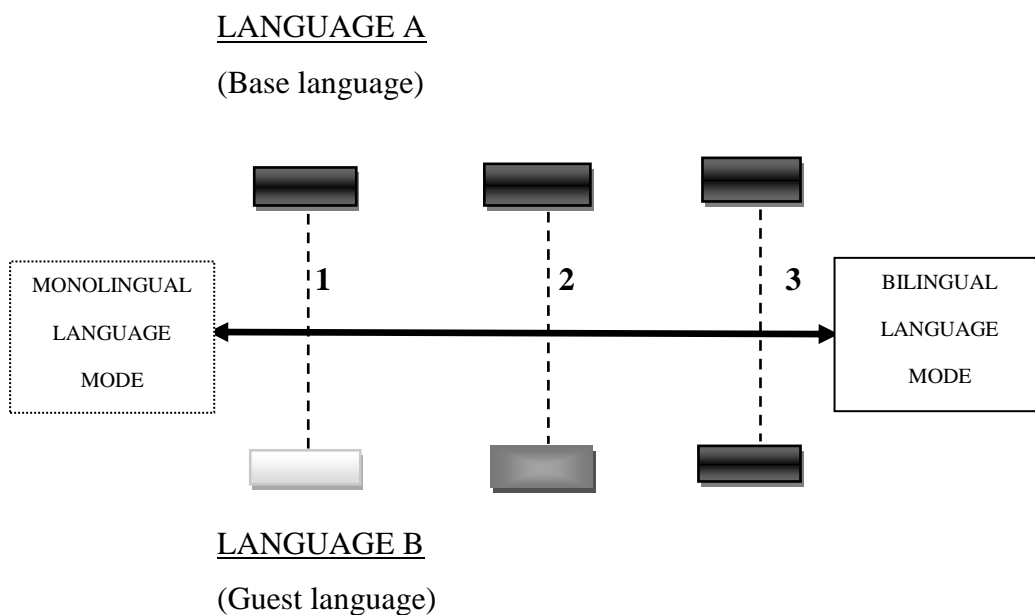 LANGUAGE A
(Base language)
1
2
3
MONOLINGUAL
LANGUAGE
MODE
BILINGUAL
LANGUAGE
MODE
LANGUAGE B
(Guest language)